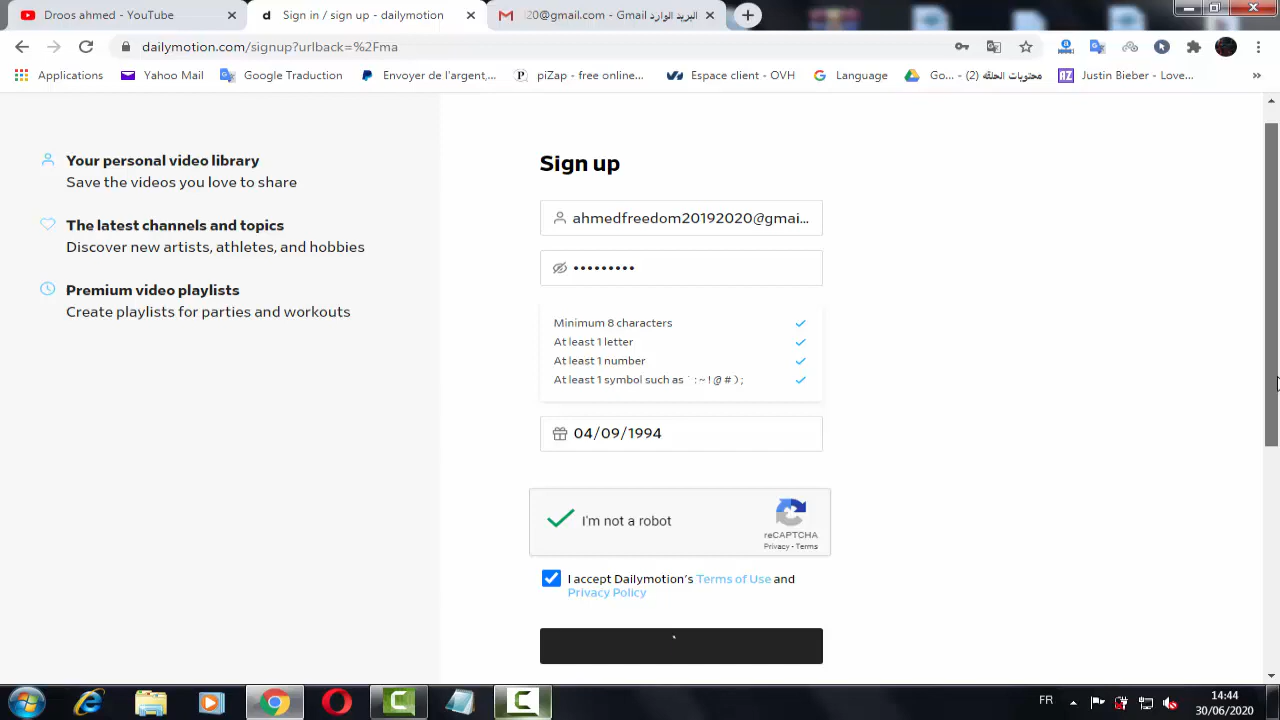 Droos ahmed - YouTube
Sign in / sign up - dailymotion
20@gmail.com - Gmail البريد الوارد
dailymotion.com/signup?urlback=%2Fma
Applications
Yahoo Mail
Google Traduction
Envoyer de l'argent,...
piZap - free online...
Espace client - OVH
Language
Go... - (2) محتويات الحلقه
Justin Bieber - Love...
»
Your personal video library
Save the videos you love to share
The latest channels and topics
Discover new artists, athletes, and hobbies
Premium video playlists
Create playlists for parties and workouts
Sign up
ahmedfreedom20192020@gmai...
•••••••••
Minimum 8 characters
At least 1 letter
At least 1 number
At least 1 symbol such as ` : ~ ! @ # ) ;
04/09/1994
I'm not a robot
reCAPTCHA
Privacy - Terms
I accept Dailymotion's Terms of Use and
Privacy Policy
FR
14:44
30/06/2020